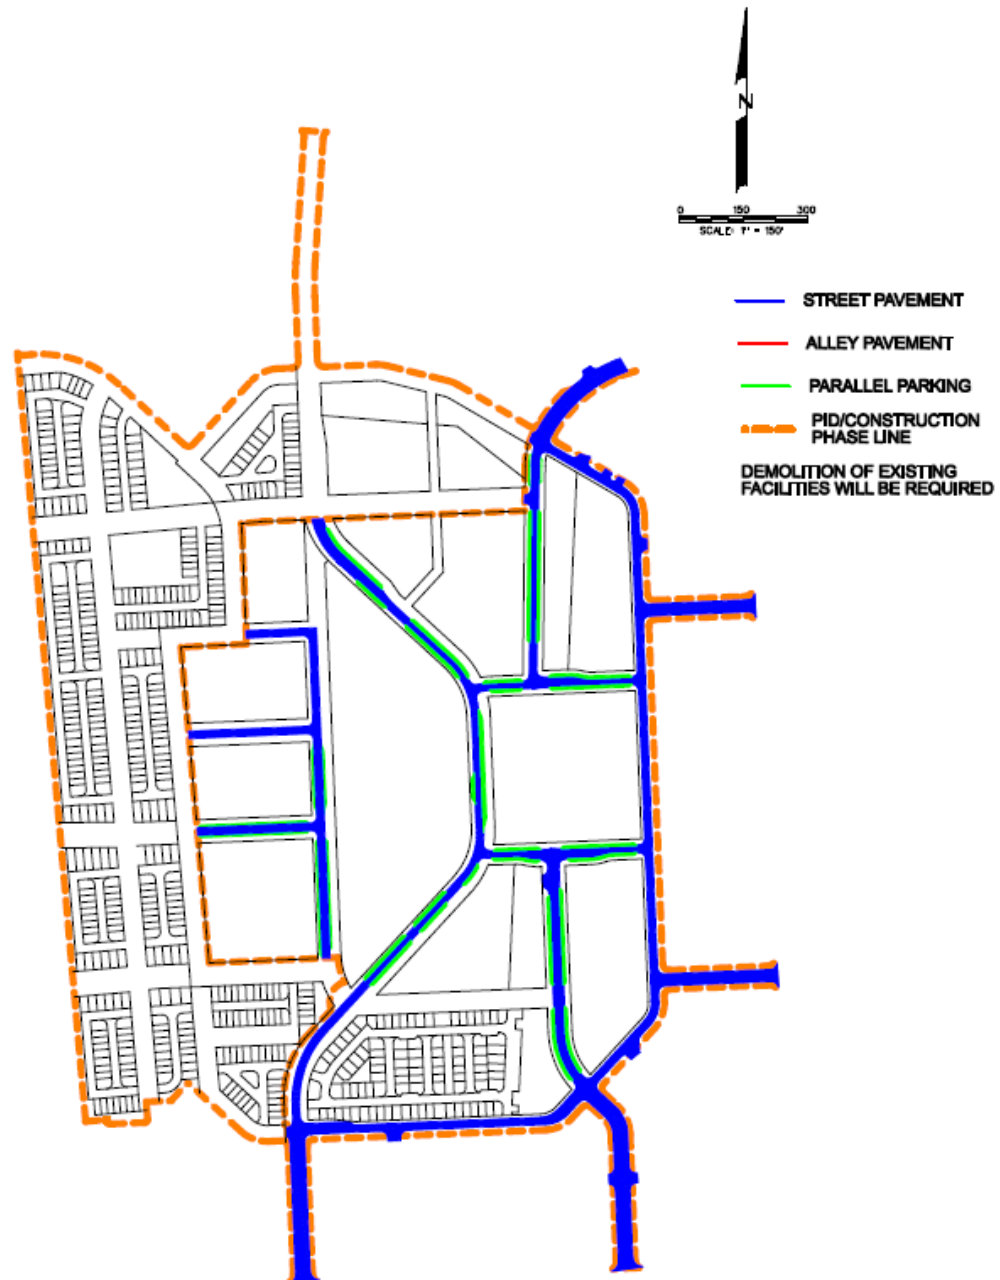 N
0 150 300
SCALE: 1" = 150'
STREET PAVEMENT
ALLEY PAVEMENT
PARALLEL PARKING
PID/CONSTRUCTION
PHASE LINE
DEMOLITION OF EXISTING
FACILITIES WILL BE REQUIRED